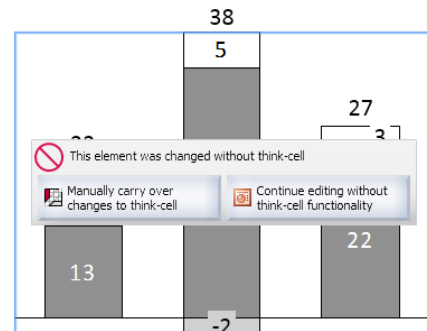 38
5
27
3
This element was changed without think-cell
Manually carry over
changes to think-cell
Continue editing without
think-cell functionality
13
22
-2